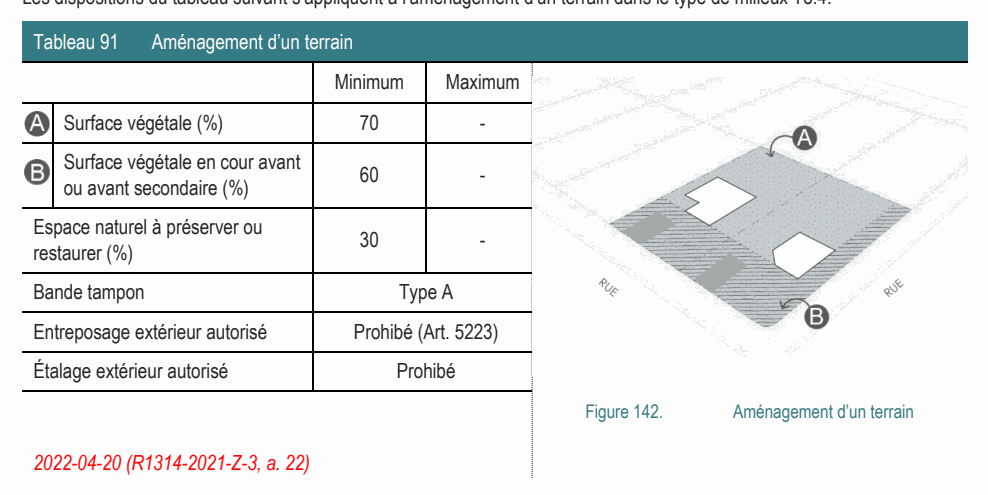 Les dispositions du tableau suivant s'appliquent à l'aménagement d'un terrain dans le type de milieux T3.4.
Tableau 91 Aménagement d'un terrain
Minimum Maximum
A Surface végétale (%) 70 -
B Surface végétale en cour avant
ou avant secondaire (%) 60 -
Espace naturel à préserver ou
restaurer (%) 30 -
Bande tampon Type A
Entreposage extérieur autorisé Prohibé (Art. 5223)
Étalage extérieur autorisé Prohibé
A
RUE
RUE
B
Figure 142. Aménagement d'un terrain
2022-04-20 (R1314-2021-Z-3, a. 22)